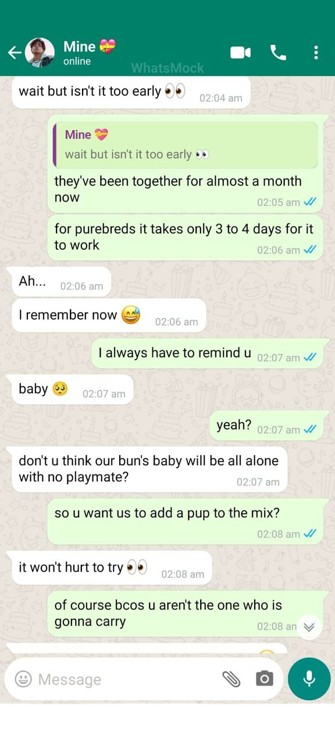 Mine 💝
online
WhatsMock
wait but isn't it too early 👀
02:04 am
Mine 💝
wait but isn't it too early 👀
they've been together for almost a month
now
02:05 am
for purebreds it takes only 3 to 4 days for it
to work
02:06 am
Ah...
02:06 am
I remember now 😅
02:06 am
I always have to remind u
02:07 am
baby 🥺
02:07 am
yeah?
02:07 am
don't u think our bun's baby will be all alone
with no playmate?
02:07 am
so u want us to add a pup to the mix?
02:08 am
it won't hurt to try 👀
02:08 am
of course bcos u aren't the one who is
gonna carry
02:08 am
Message